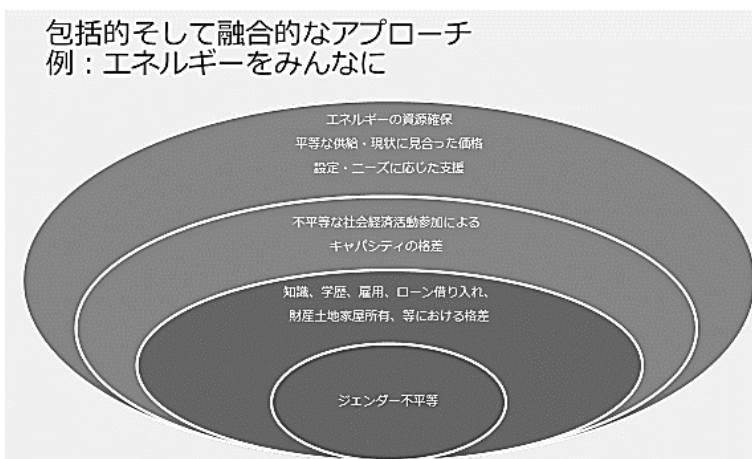 包括的そして融合的なアプローチ
例：エネルギーをみんなに
エネルギーの資源確保
平等な供給・現状に見合った価格
設定・ニーズに応じた支援
不平等な社会経済活動参加による
キャパシティの格差
知識、学歴、雇用、ローン借り入れ、
財産土地家屋所有、等における格差
ジェンダー不平等